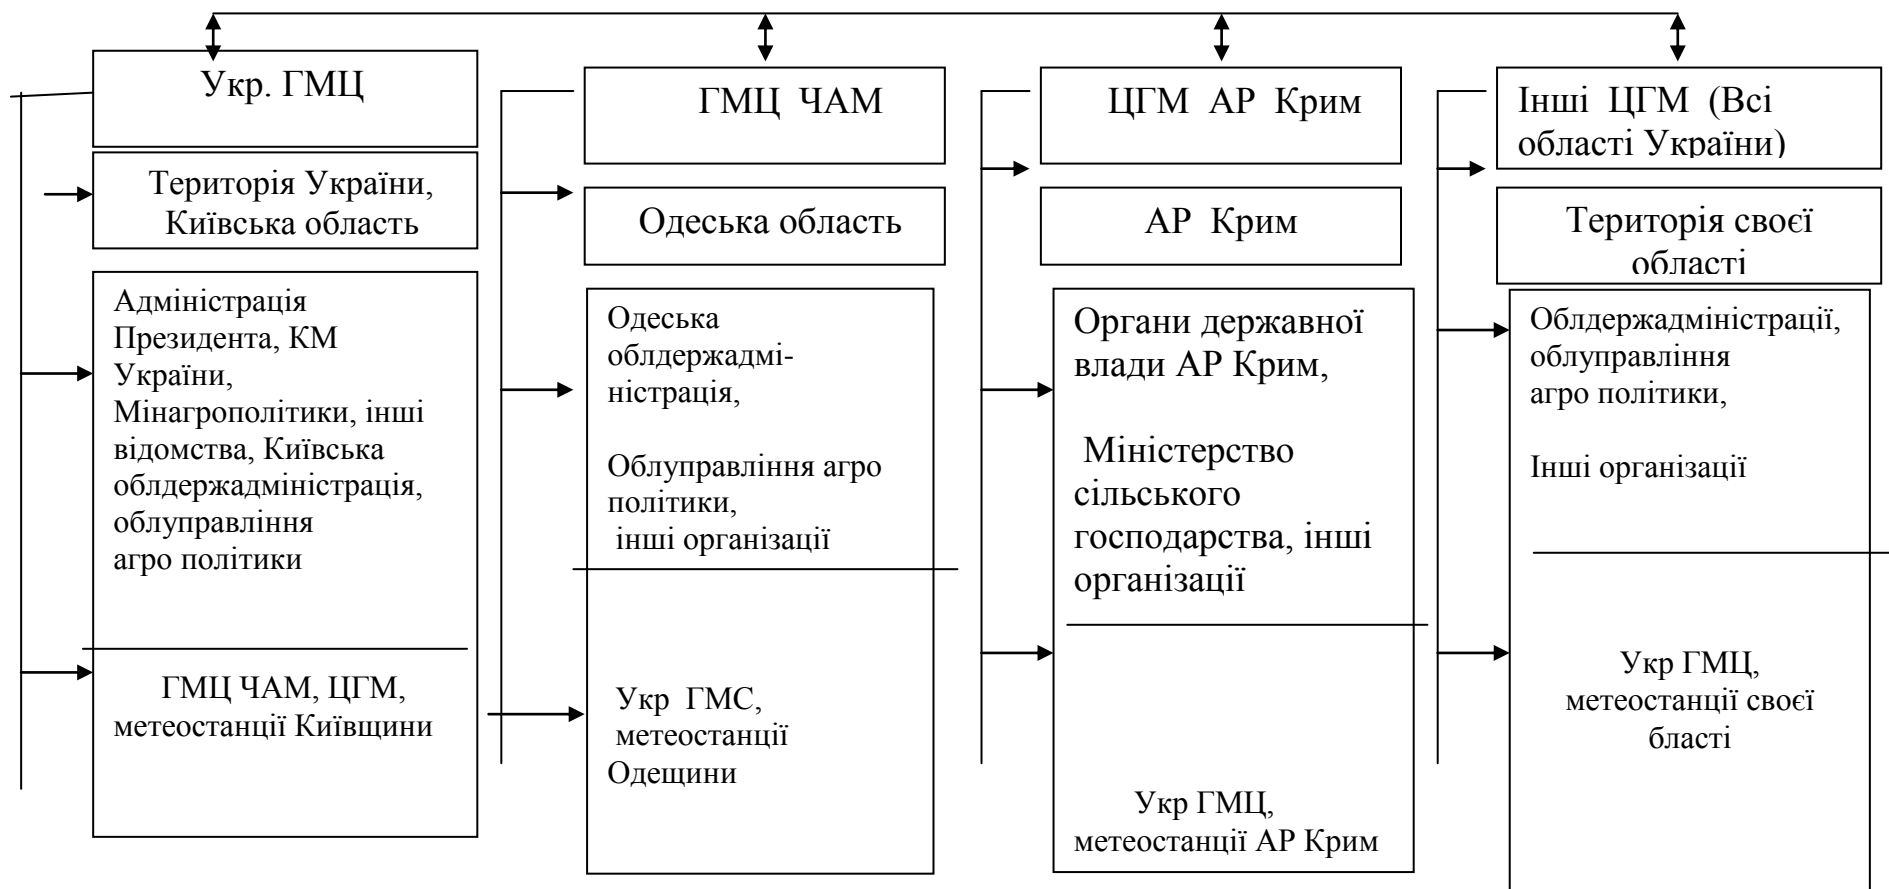 Укр. ГМЦ
Територія України,
Київська область
Адміністрація
Президента, КМ
України,
Мінагрополітики, інші
відомства, Київська
облдержадміністрація,
облуправління
агро політики
ГМЦ ЧАМ, ЦГМ,
метеостанції Київщини
ГМЦ ЧАМ
Одеська область
Одеська
облдержадмі-
ністрація,
Облуправління агро
політики,
інші організації
Укр ГМС,
метеостанції
Одещини
ЦГМ АР Крим
АР Крим
Органи державної
влади АР Крим,
Міністерство
сільського
господарства, інші
організації
Укр ГМЦ,
метеостанції АР Крим
Інші ЦГМ (Всі
області України)
Територія своєї
області
Облдержадміністрації,
облуправління
агро політики,
Інші організації
Укр ГМЦ,
метеостанції своєї
бласті